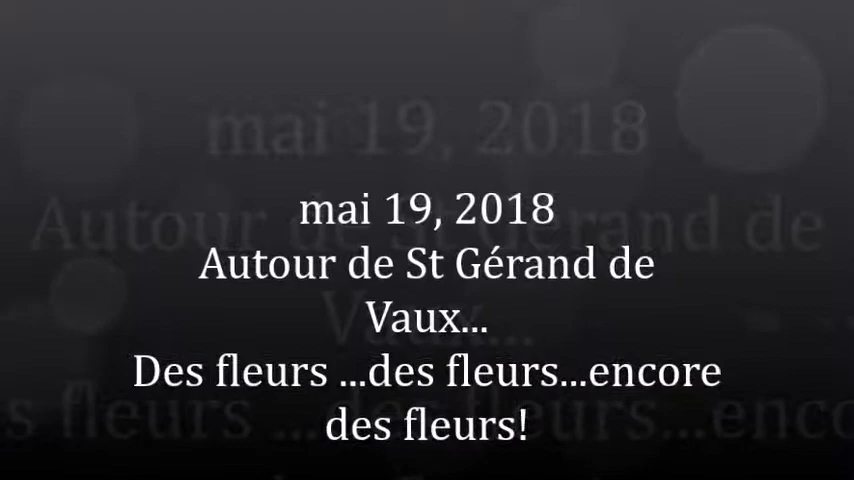 mai 19, 2018
Autour de St Gérand de
Vaux...
Des fleurs ...des fleurs...encore
des fleurs!